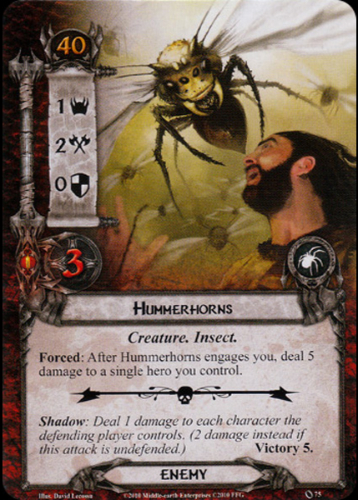 40
1
2
0
3
HUMMERHORNS
Creature. Insect.
Forced: After Hummerhorns engages you, deal 5
damage to a single hero you control.
Shadow: Deal 1 damage to each character the
defending player controls. (2 damage instead if
this attack is undefended.) Victory 5.
Illus. David Lecossu
ENEMY
©2010 Middle-earth Enterprises ©2010 FFG
75